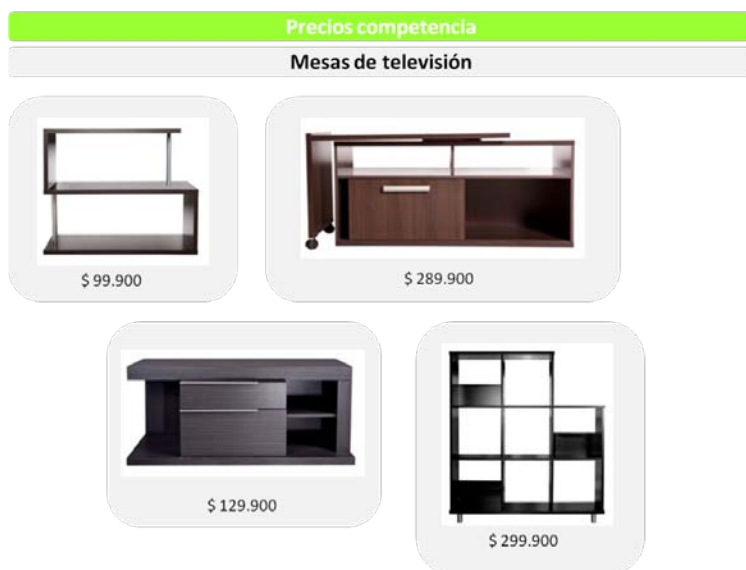 Precios competencia
Mesas de televisión
$ 99.900
$ 289.900
$ 129.900
$ 299.900